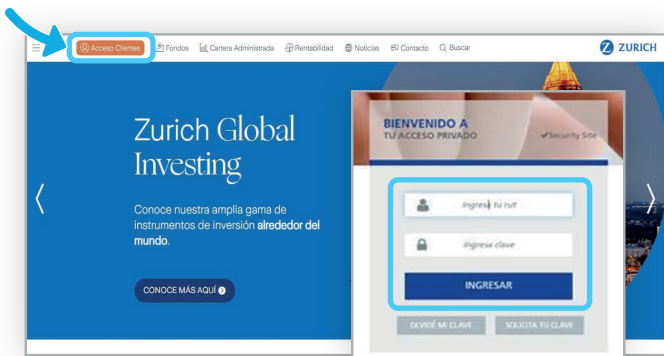 Acceso Clientes Fondos Cartera Administrada Rentabilidad Noticias Contacto Buscar ZURICH
Zurich Global
Investing
Conoce nuestra amplia gama de
instrumentos de inversión alrededor del
mundo.
CONOCE MÁS AQUÍ
BIENVENIDO A
TU ACCESO PRIVADO
Security Site
Ingresa tu rut
Ingresa clave
INGRESAR
OLVIDÉ MI CLAVE SOLICITA TU CLAVE